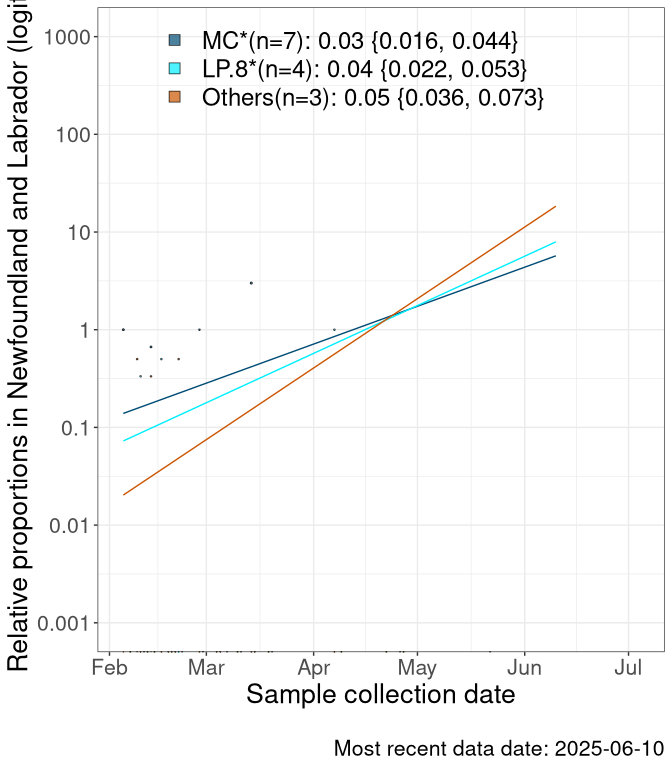 Relative proportions in Newfoundland and Labrador (logit
MC*(n=7): 0.03 {0.016, 0.044}
LP.8*(n=4): 0.04 {0.022, 0.053}
Others(n=3): 0.05 {0.036, 0.073}
1000
100
10
1
0.1
0.01
0.001
Feb Mar Apr May Jun Jul
Sample collection date
Most recent data date: 2025-06-10